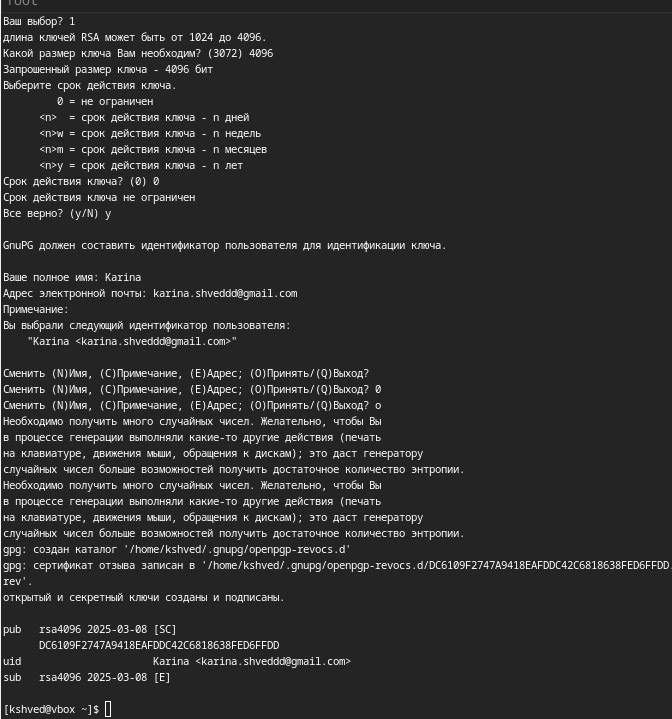 root
Ваш выбор? 1
длина ключей RSA может быть от 1024 до 4096.
Какой размер ключа Вам необходим? (3072) 4096
Запрошенный размер ключа - 4096 бит
Выберите срок действия ключа.
0 = не ограничен
<n> = срок действия ключа - n дней
<n>w = срок действия ключа - n недель
<n>m = срок действия ключа - n месяцев
<n>y = срок действия ключа - n лет
Срок действия ключа? (0) 0
Срок действия ключа не ограничен
Все верно? (y/N) y
GnuPG должен составить идентификатор пользователя для идентификации ключа.
Ваше полное имя: Karina
Адрес электронной почты: karina.shveddd@gmail.com
Примечание:
Вы выбрали следующий идентификатор пользователя:
"Karina <karina.shveddd@gmail.com>"
Сменить (N)Имя, (C)Примечание, (E)Адрес; (O)Принять/(Q)Выход?
Сменить (N)Имя, (C)Примечание, (E)Адрес; (O)Принять/(Q)Выход? 0
Сменить (N)Имя, (C)Примечание, (E)Адрес; (O)Принять/(Q)Выход? o
Необходимо получить много случайных чисел. Желательно, чтобы Вы
в процессе генерации выполняли какие-то другие действия (печать
на клавиатуре, движения мыши, обращения к дискам); это даст генератору
случайных чисел больше возможностей получить достаточное количество энтропии.
Необходимо получить много случайных чисел. Желательно, чтобы Вы
в процессе генерации выполняли какие-то другие действия (печать
на клавиатуре, движения мыши, обращения к дискам); это даст генератору
случайных чисел больше возможностей получить достаточное количество энтропии.
gpg: создан каталог '/home/kshved/.gnupg/openpgp-revocs.d'
gpg: сертификат отзыва записан в '/home/kshved/.gnupg/openpgp-revocs.d/DC6109F2747A9418EAFDDC42C6818638FED6FFDD.
rev'.
открытый и секретный ключи созданы и подписаны.
pub rsa4096 2025-03-08 [SC]
DC6109F2747A9418EAFDDC42C6818638FED6FFDD
uid Karina <karina.shveddd@gmail.com>
sub rsa4096 2025-03-08 [E]
[kshved@vbox ~]$